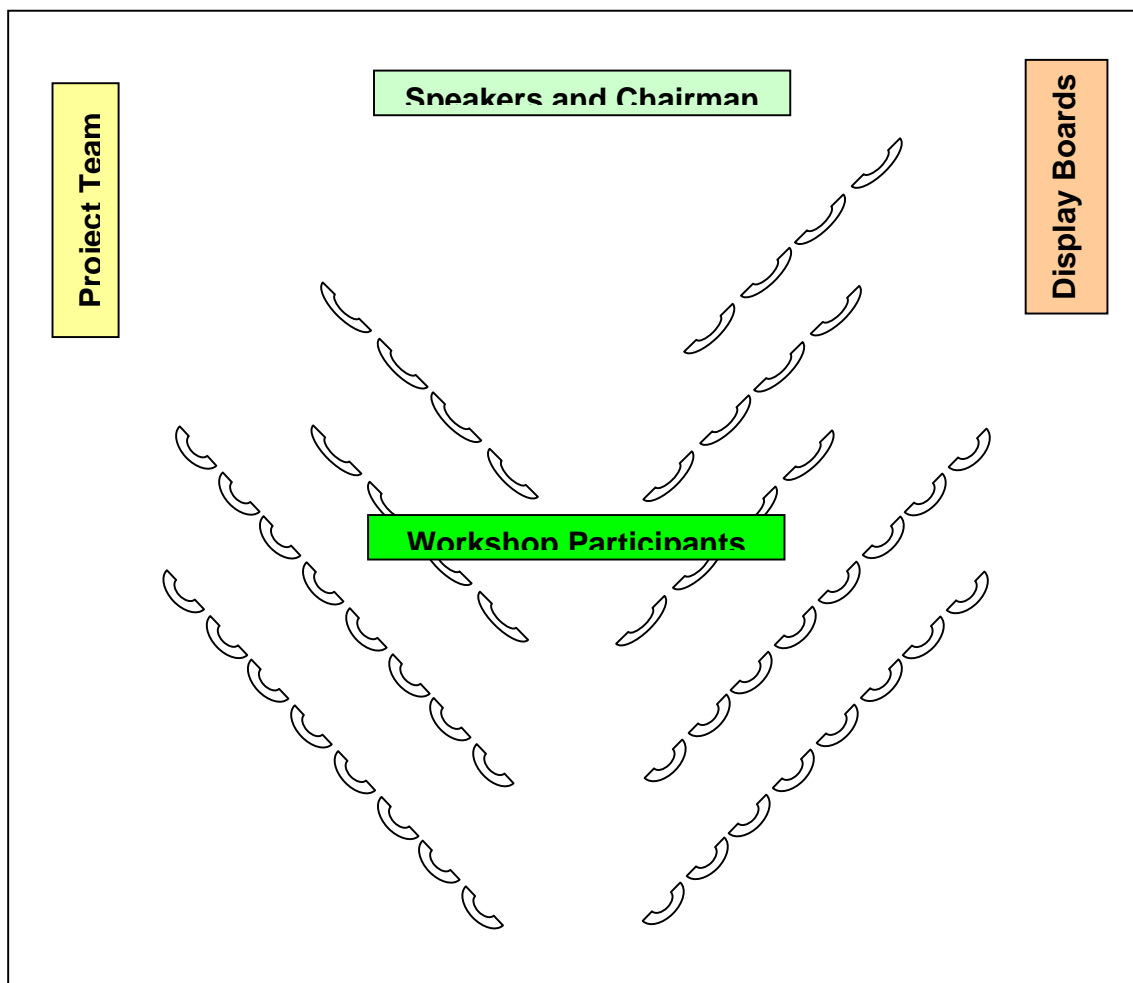 Speakers and Chairman
Project Team
Display Boards
Workshop Participants